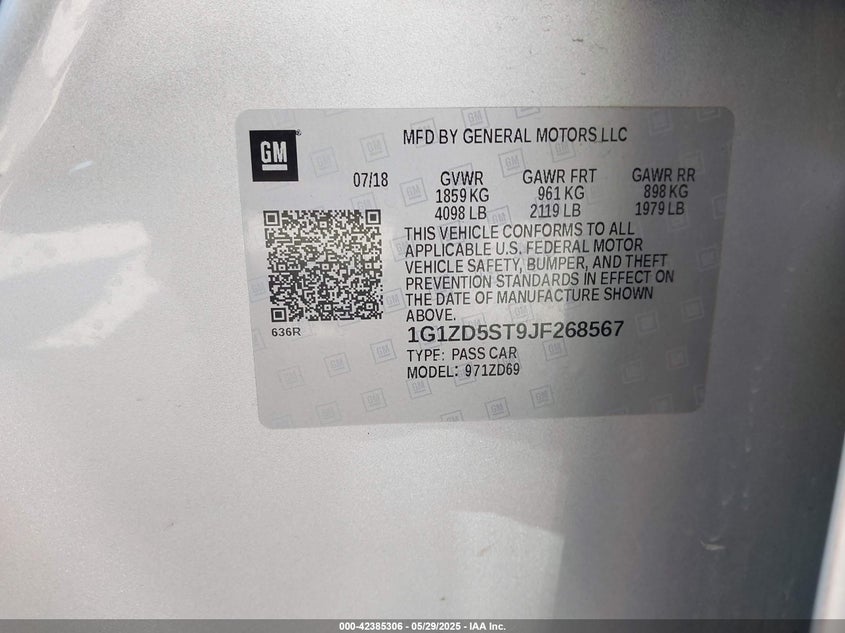 GM
MFD BY GENERAL MOTORS LLC
07/18 GVWR GAWR FRT GAWR RR
1859 KG 961 KG 898 KG
4098 LB 2119 LB 1979 LB
THIS VEHICLE CONFORMS TO ALL
APPLICABLE U.S. FEDERAL MOTOR
VEHICLE SAFETY, BUMPER, AND THEFT
PREVENTION STANDARDS IN EFFECT ON
THE DATE OF MANUFACTURE SHOWN
ABOVE.
636R
1G1ZD5ST9JF268567
TYPE: PASS CAR
MODEL: 971ZD69
000-42385306 - 05/29/2025 - IAA Inc.